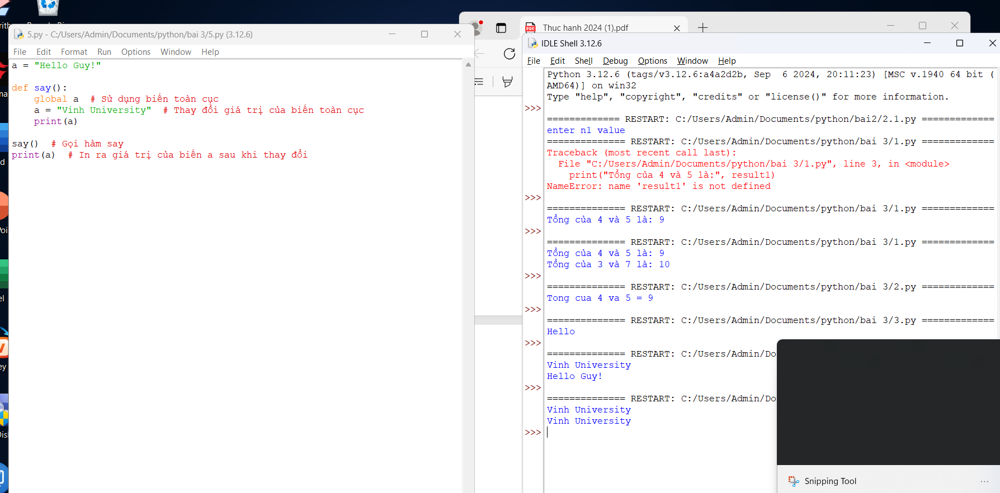 5.py - C:/Users/Admin/Documents/python/bai 3/5.py (3.12.6)
File Edit Format Run Options Window Help
a = "Hello Guy!"
def say():
global a  # Sử dụng biến toàn cục
a = "Vinh University"  # Thay đổi giá trị của biến toàn cục
print(a)
say()  # Gọi hàm say
print(a)  # In ra giá trị của biến a sau khi thay đổi
Thuc hanh 2024 (1).pdf
IDLE Shell 3.12.6
File Edit Shell Debug Options Window Help
Python 3.12.6 (tags/v3.12.6:a4a2d2b, Sep  6 2024, 20:11:23) [MSC v.1940 64 bit (
AMD64)] on win32
Type "help", "copyright", "credits" or "license()" for more information.
>>>
============= RESTART: C:/Users/Admin/Documents/python/bai2/2.1.py =============
enter n1 value
============== RESTART: C:/Users/Admin/Documents/python/bai 3/1.py =============
Traceback (most recent call last):
File "C:/Users/Admin/Documents/python/bai 3/1.py", line 3, in <module>
print("Tổng của 4 và 5 là:", result1)
NameError: name 'result1' is not defined
>>>
============== RESTART: C:/Users/Admin/Documents/python/bai 3/1.py =============
Tổng của 4 và 5 là: 9
>>>
============== RESTART: C:/Users/Admin/Documents/python/bai 3/1.py =============
Tổng của 4 và 5 là: 9
Tổng của 3 và 7 là: 10
>>>
============== RESTART: C:/Users/Admin/Documents/python/bai 3/2.py =============
Tong cua 4 va 5 = 9
>>>
============== RESTART: C:/Users/Admin/Documents/python/bai 3/3.py =============
Hello
>>>
============== RESTART: C:/Users/Admin/Do
Vinh University
Hello Guy!
>>>
============== RESTART: C:/Users/Admin/Do
Vinh University
Vinh University
>>>
Snipping Tool